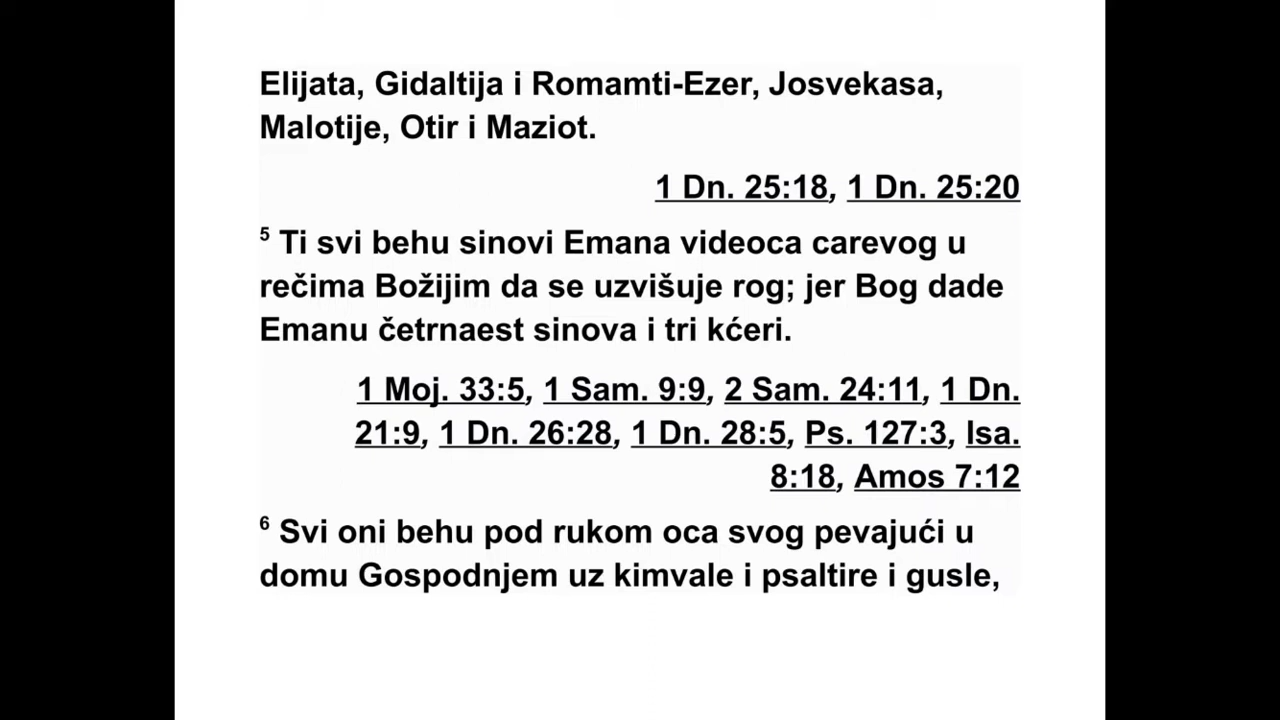 Elijata, Gidaltija i Romamti-Ezer, Josvekasa,
Malotije, Otir i Maziot.
1 Dn. 25:18, 1 Dn. 25:20
5 Ti svi behu sinovi Emana videoca carevog u
rečima Božijim da se uzvišuje rog; jer Bog dade
Emanu četrnaest sinova i tri kćeri.
1 Moj. 33:5, 1 Sam. 9:9, 2 Sam. 24:11, 1 Dn.
21:9, 1 Dn. 26:28, 1 Dn. 28:5, Ps. 127:3, Isa.
8:18, Amos 7:12
6 Svi oni behu pod rukom oca svog pevajući u
domu Gospodnjem uz kimvale i psaltire i gusle,